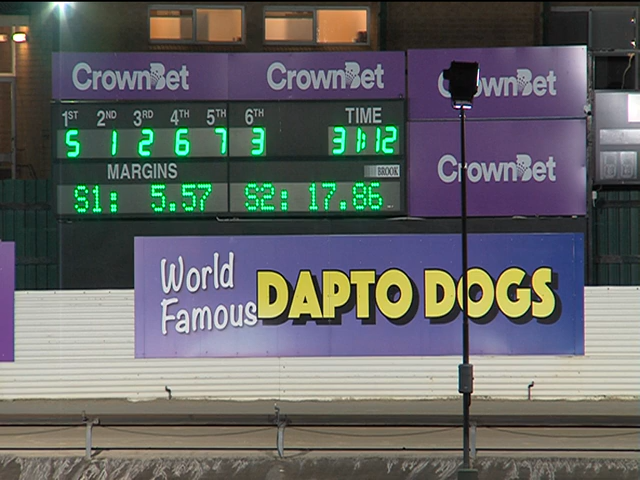 CrownBet CrownBet CrownBet
1ST 2ND 3RD 4TH 5TH 6TH TIME
5 1 2 6 7 3 31:12
MARGINS BROOK
S1: 5.57 S2: 17.86
CrownBet
World
Famous
DAPTO DOGS